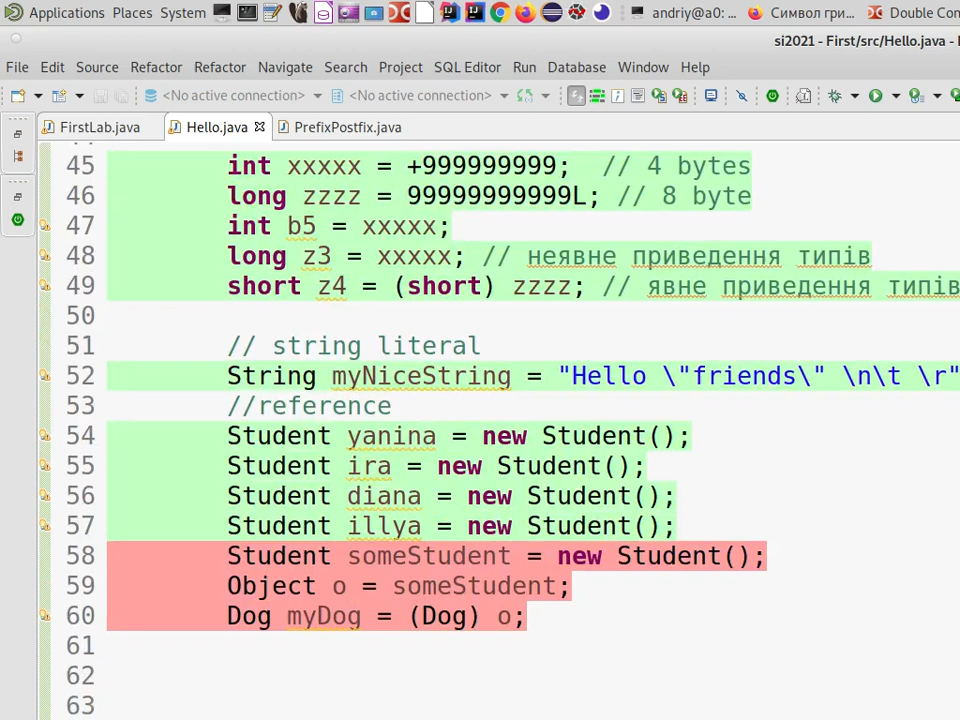 Applications Places System andriy@a0: ... Символ гри... Double Con
si2021 - First/src/Hello.java -
File Edit Source Refactor Refactor Navigate Search Project SQL Editor Run Database Window Help
<No active connection> <No active connection>
FirstLab.java Hello.java PrefixPostfix.java
45 int xxxxx = +999999999; // 4 bytes
46 long zzzz = 99999999999L; // 8 byte
47 int b5 = xxxxx;
48 long z3 = xxxxx; // неявне приведення типів
49 short z4 = (short) zzzz; // явне приведення типів
50
51 // string literal
52 String myNiceString = "Hello \"friends\" \n\t \r"
53 //reference
54 Student yanina = new Student();
55 Student ira = new Student();
56 Student diana = new Student();
57 Student illya = new Student();
58 Student someStudent = new Student();
59 Object o = someStudent;
60 Dog myDog = (Dog) o;
61
62
63